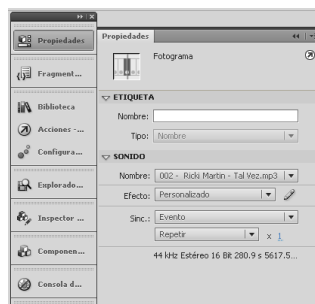 Propiedades
Fragment...
Biblioteca
Acciones -...
Configura...
Explorado...
Inspector ...
Componen...
Consola d...
Propiedades
Fotograma
ETIQUETA
Nombre:
Tipo: Nombre
SONIDO
Nombre: 002 - Ricki Martin - Tal Vez.mp3
Efecto: Personalizado
Sinc.: Evento
Repetir x 1
44 kHz Estéreo 16 Bit 280.9 s 5617.5...